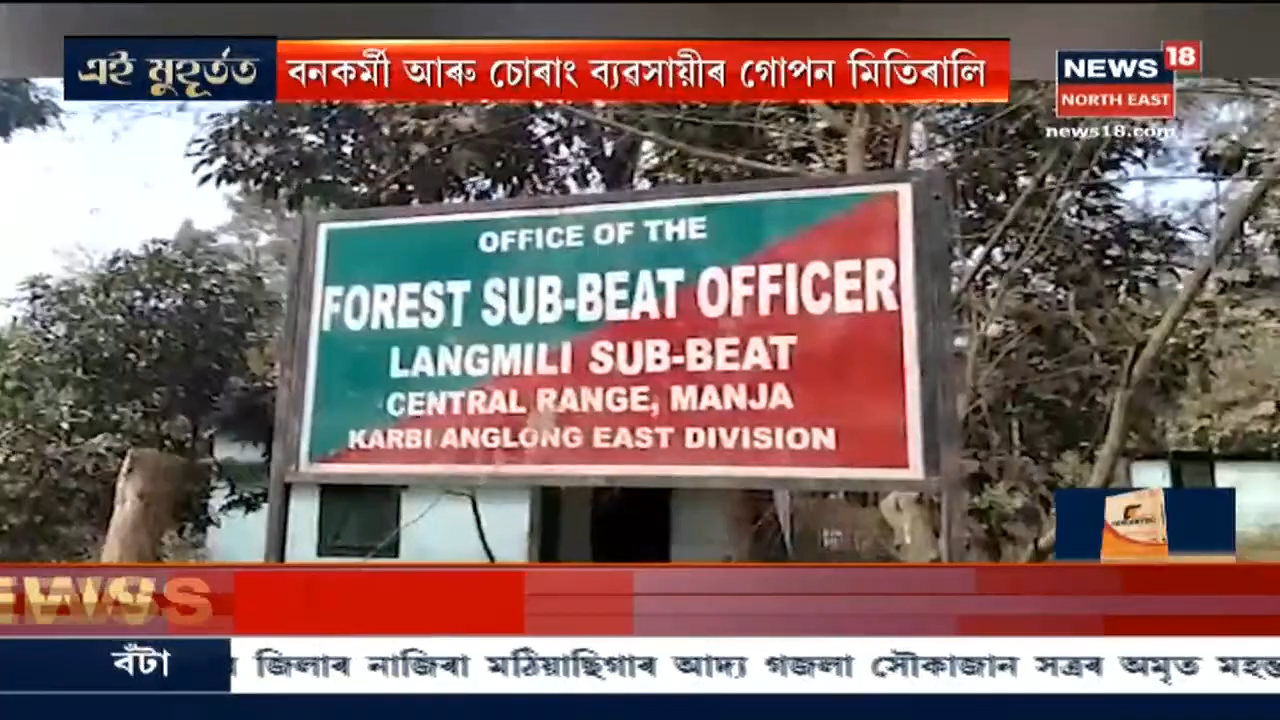 এই মুহূৰ্তত
বনকৰ্মী আৰু চোৰাং ব্যৱসায়ীৰ গোপন মিতিৰালি
NEWS 18
NORTH EAST
news18.com
OFFICE OF THE
FOREST SUB-BEAT OFFICER
LANGMILI SUB-BEAT
CENTRAL RANGE, MANJA
KARBI ANGLONG EAST DIVISION
বঁটা
জিলাৰ নাজিৰা মঠিয়াছিগাৰ আদ্য গজলা সৌকাজান সত্ৰৰ অমৃত